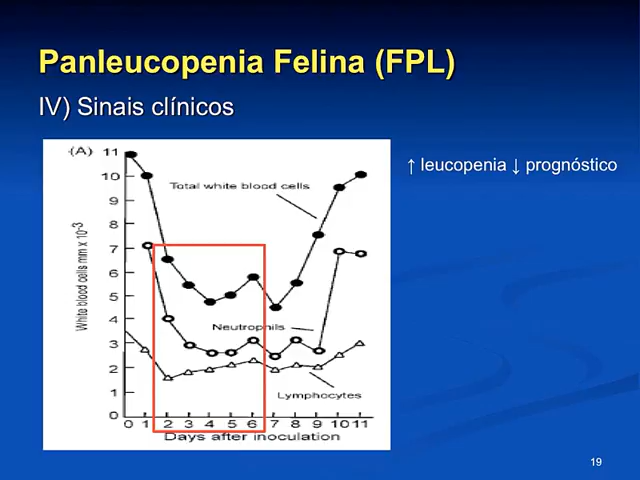 Panleucopenia Felina (FPL)
IV) Sinais clínicos
↑ leucopenia ↓ prognóstico
(A)
11
10
9
8
7
6
5
4
3
2
1
0
White blood cells mm x 10^-3
Total white blood cells
Neutrophils
Lymphocytes
0 1 2 3 4 5 6 7 8 9 10 11
Days after inoculation
19